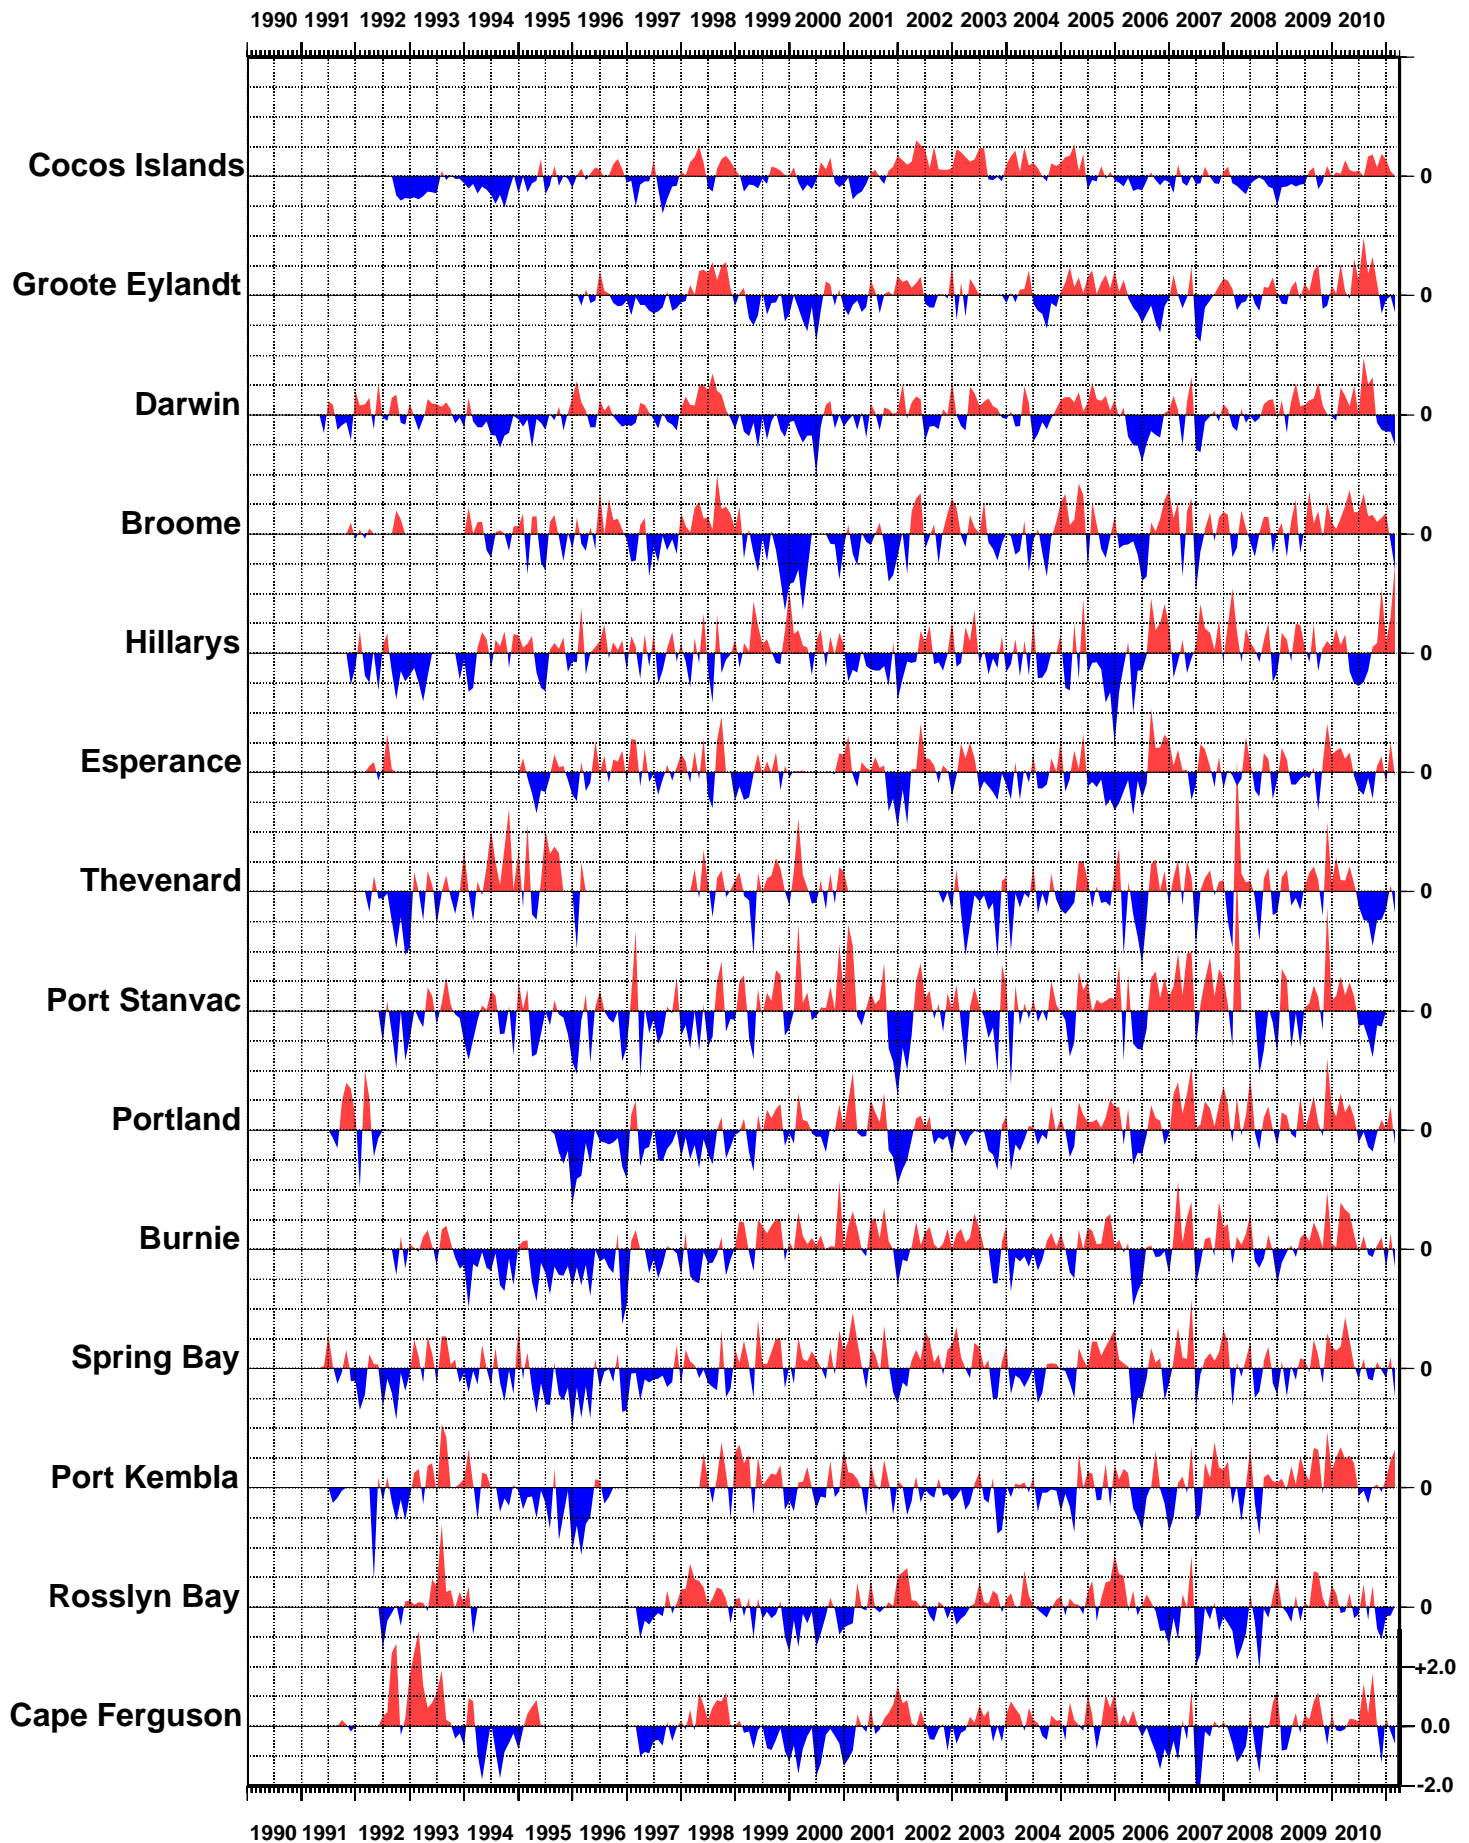 1990 1991 1992 1993 1994 1995 1996 1997 1998 1999 2000 2001 2002 2003 2004 2005 2006 2007 2008 2009 2010
Cocos Islands 0
Groote Eylandt 0
Darwin 0
Broome 0
Hillarys 0
Esperance 0
Thevenard 0
Port Stanvac 0
Portland 0
Burnie 0
Spring Bay 0
Port Kembla 0
Rosslyn Bay 0
+2.0
Cape Ferguson 0.0
-2.0
1990 1991 1992 1993 1994 1995 1996 1997 1998 1999 2000 2001 2002 2003 2004 2005 2006 2007 2008 2009 2010